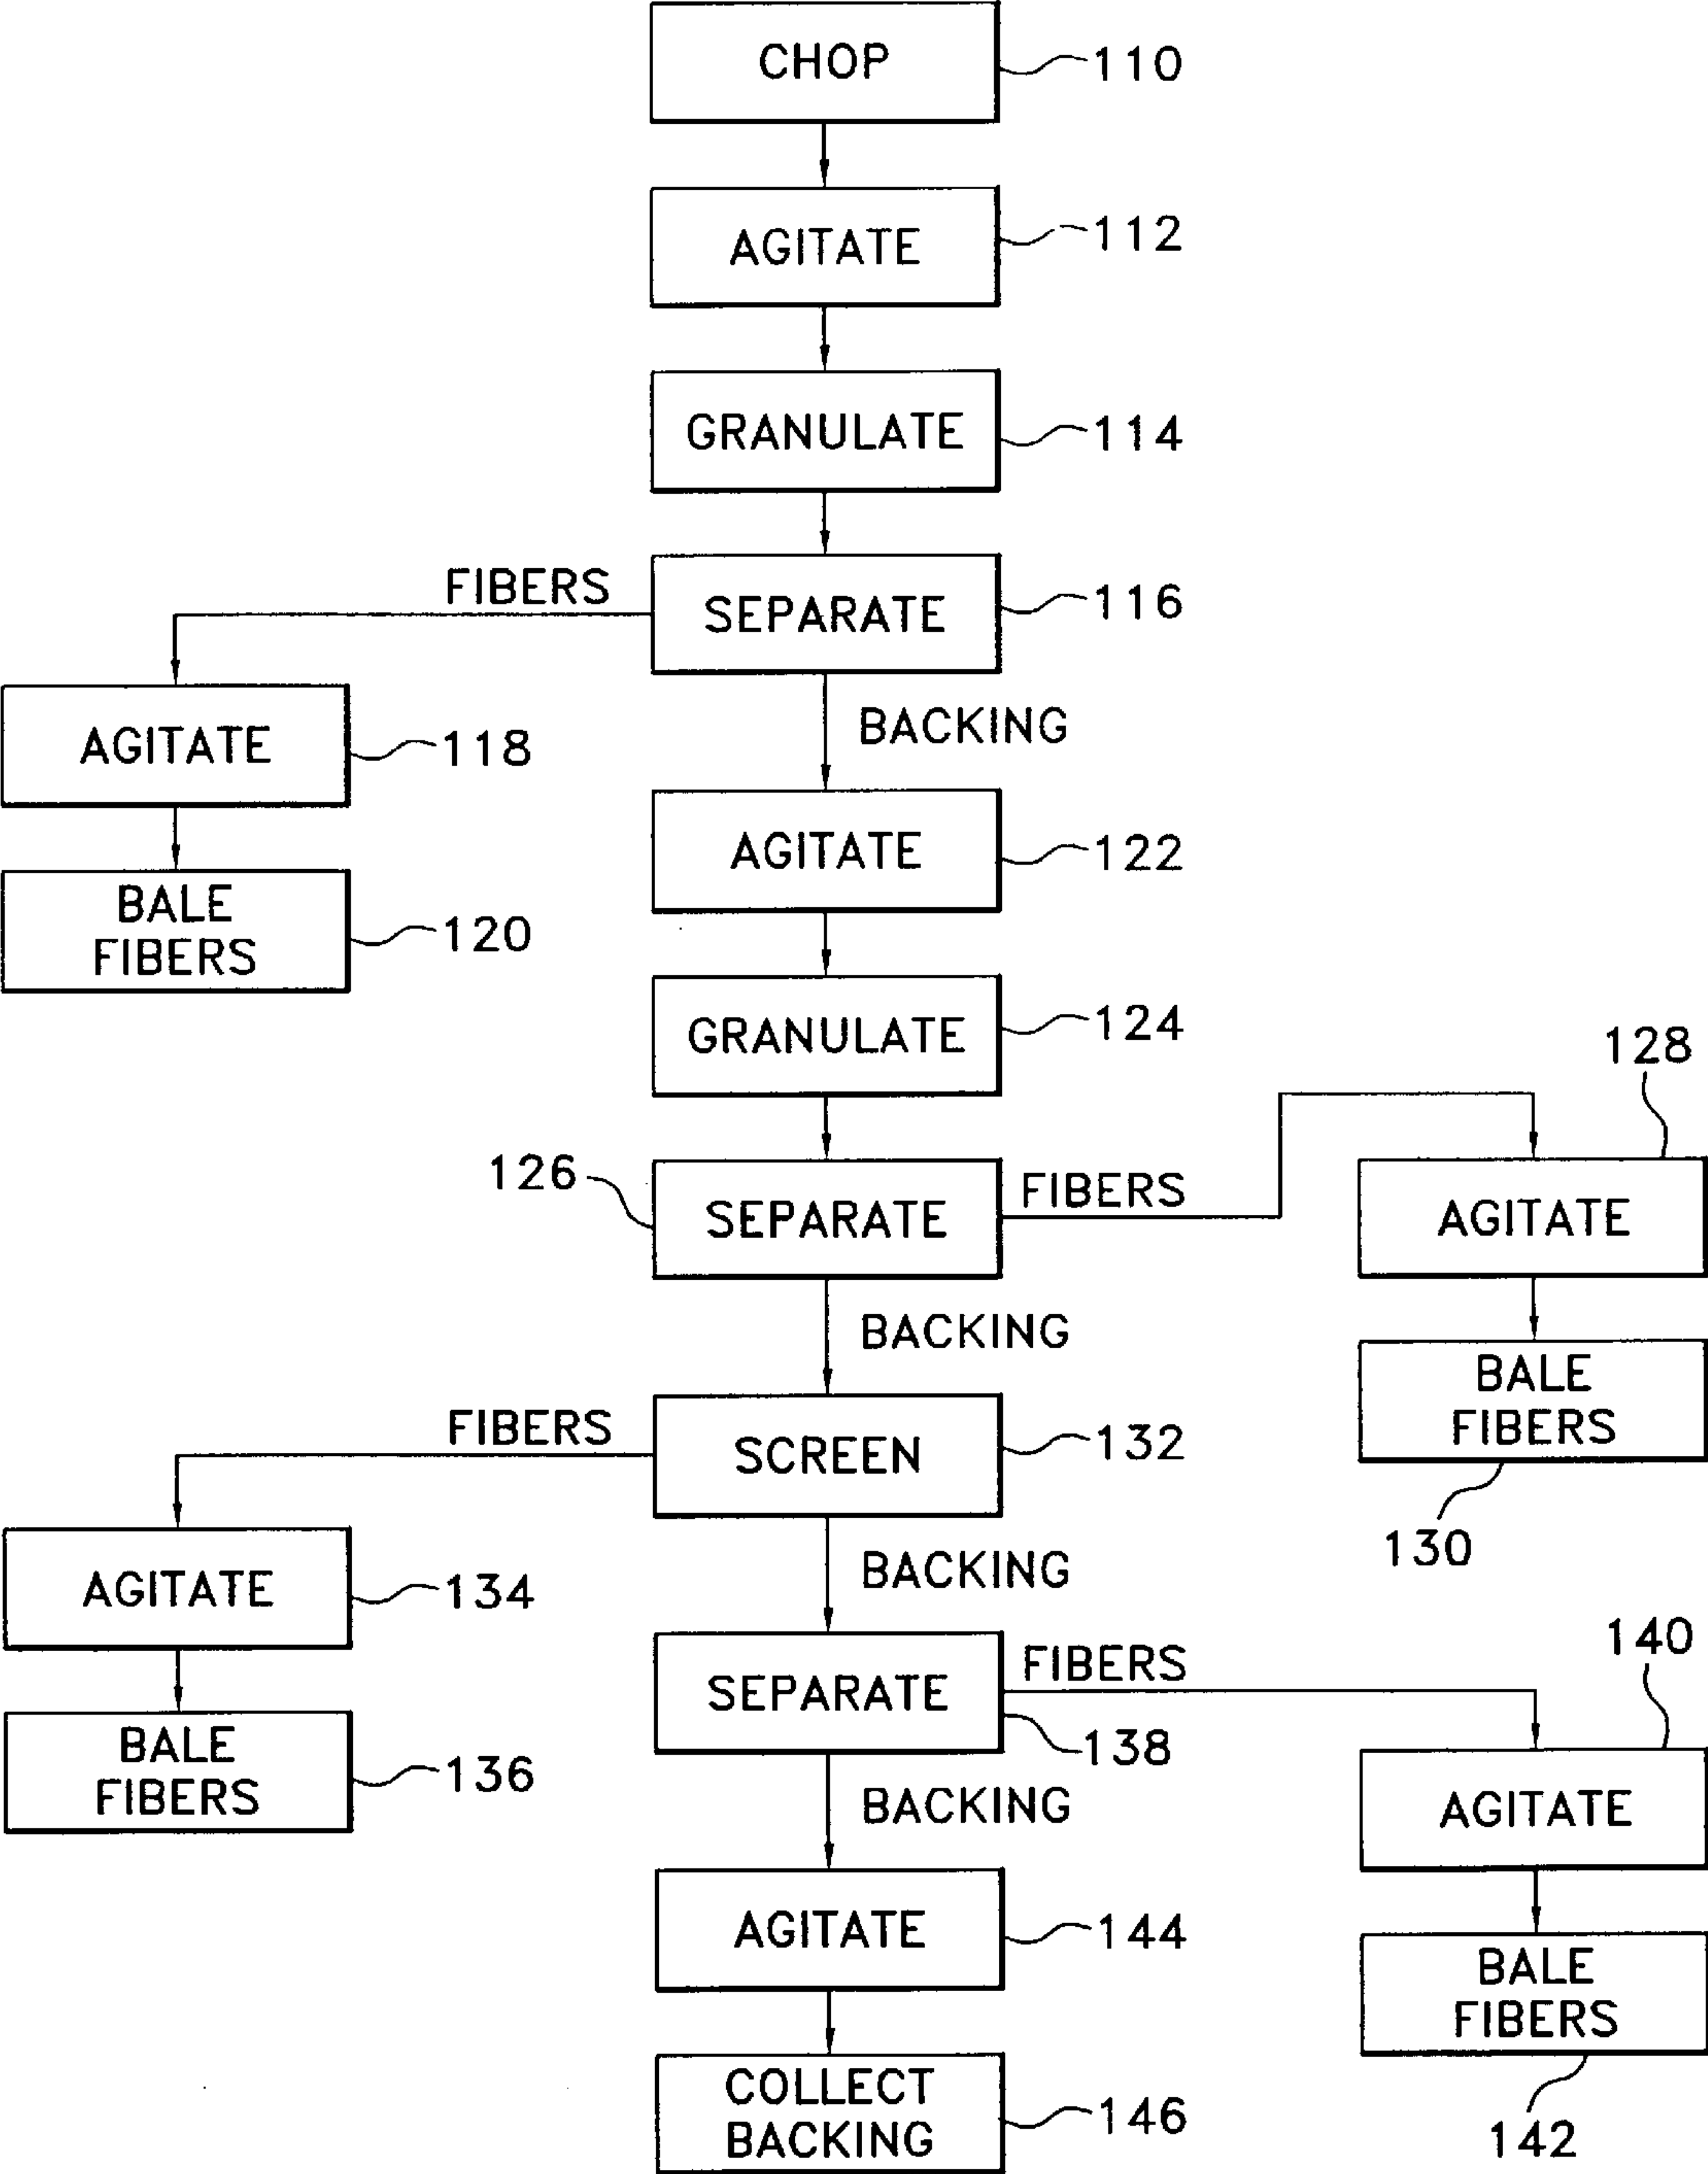 CHOP
110
AGITATE
112
GRANULATE
114
FIBERS
SEPARATE
116
AGITATE
118
BACKING
BALE
FIBERS
120
AGITATE
122
GRANULATE
124
128
126
SEPARATE
FIBERS
AGITATE
BACKING
BALE
FIBERS
130
FIBERS
SCREEN
132
AGITATE
134
BACKING
BALE
FIBERS
136
SEPARATE
138
FIBERS
140
AGITATE
BACKING
BALE
FIBERS
142
AGITATE
144
COLLECT
BACKING
146